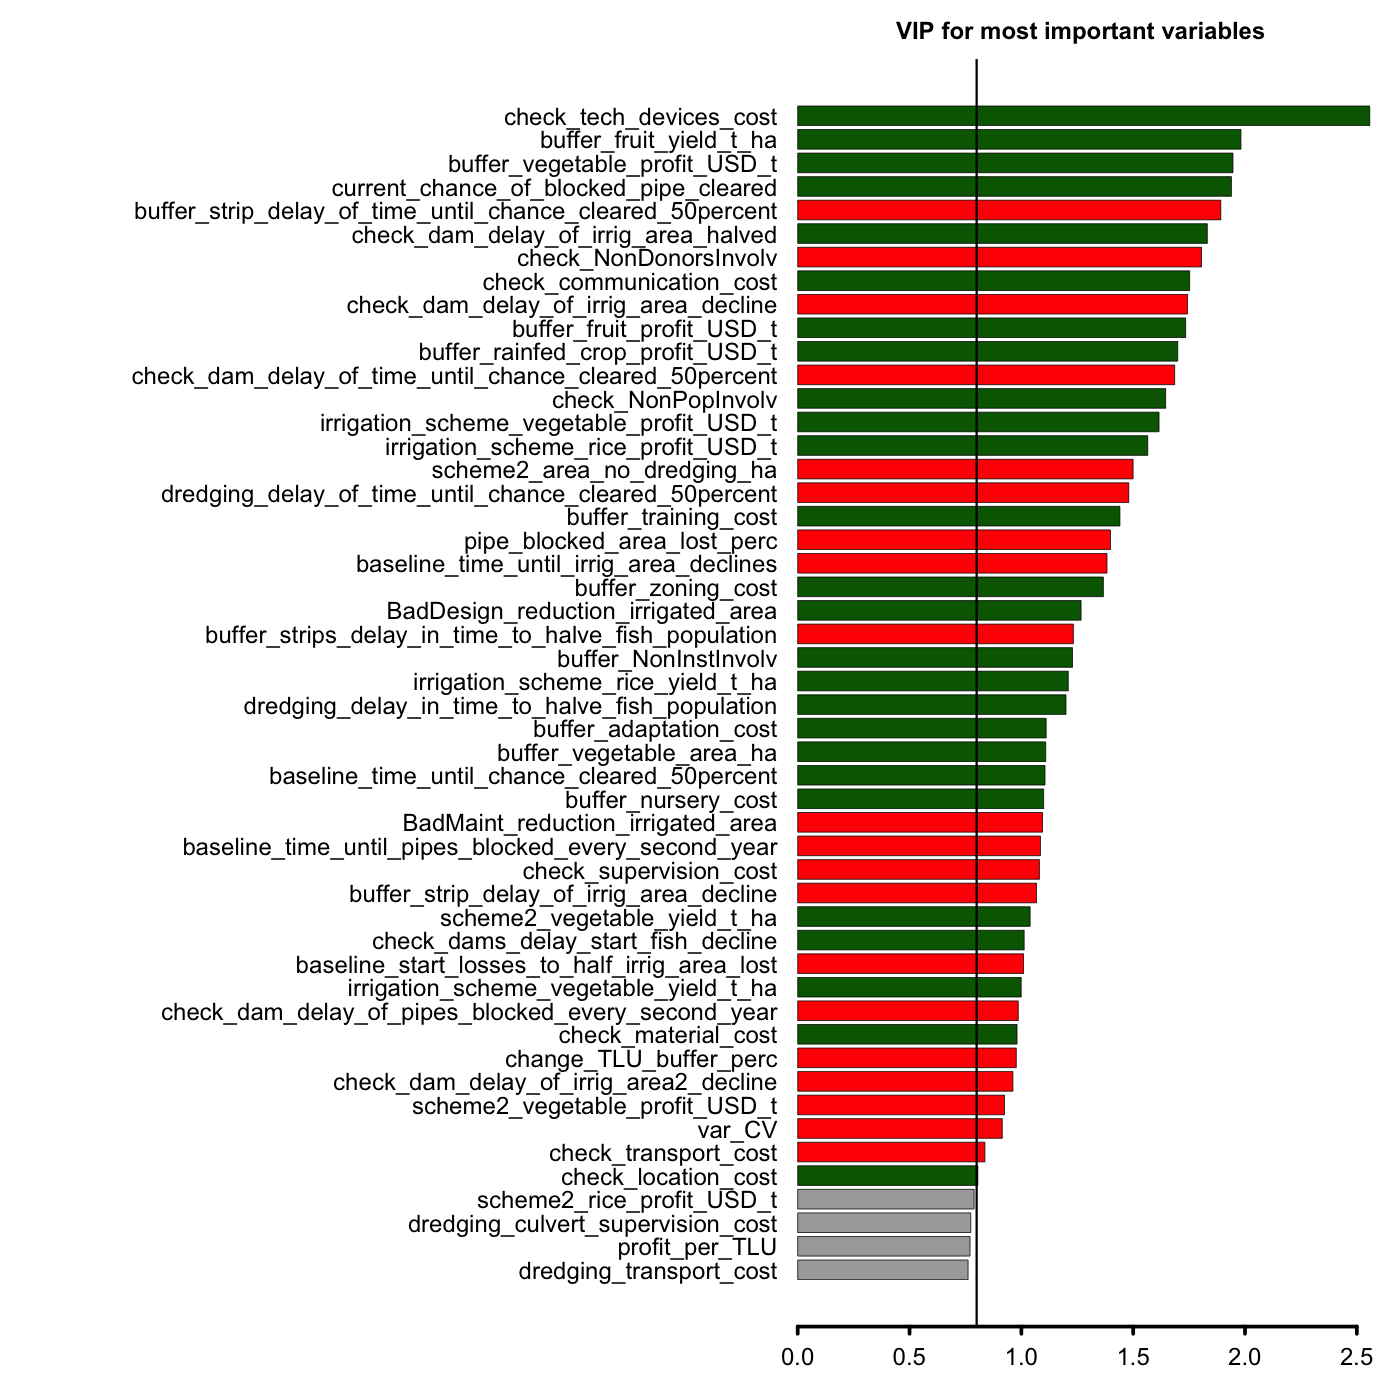 VIP for most important variables
check_tech_devices_cost
buffer_fruit_yield_t_ha
buffer_vegetable_profit_USD_t
current_chance_of_blocked_pipe_cleared
buffer_strip_delay_of_time_until_chance_cleared_50percent
check_dam_delay_of_irrig_area_halved
check_NonDonorsInvolv
check_communication_cost
check_dam_delay_of_irrig_area_decline
buffer_fruit_profit_USD_t
buffer_rainfed_crop_profit_USD_t
check_dam_delay_of_time_until_chance_cleared_50percent
check_NonPopInvolv
irrigation_scheme_vegetable_profit_USD_t
irrigation_scheme_rice_profit_USD_t
scheme2_area_no_dredging_ha
dredging_delay_of_time_until_chance_cleared_50percent
buffer_training_cost
pipe_blocked_area_lost_perc
baseline_time_until_irrig_area_declines
buffer_zoning_cost
BadDesign_reduction_irrigated_area
buffer_strips_delay_in_time_to_halve_fish_population
buffer_NonInstInvolv
irrigation_scheme_rice_yield_t_ha
dredging_delay_in_time_to_halve_fish_population
buffer_adaptation_cost
buffer_vegetable_area_ha
baseline_time_until_chance_cleared_50percent
buffer_nursery_cost
BadMaint_reduction_irrigated_area
baseline_time_until_pipes_blocked_every_second_year
check_supervision_cost
buffer_strip_delay_of_irrig_area_decline
scheme2_vegetable_yield_t_ha
check_dams_delay_start_fish_decline
baseline_start_losses_to_half_irrig_area_lost
irrigation_scheme_vegetable_yield_t_ha
check_dam_delay_of_pipes_blocked_every_second_year
check_material_cost
change_TLU_buffer_perc
check_dam_delay_of_irrig_area2_decline
scheme2_vegetable_profit_USD_t
var_CV
check_transport_cost
check_location_cost
scheme2_rice_profit_USD_t
dredging_culvert_supervision_cost
profit_per_TLU
dredging_transport_cost
0.0 0.5 1.0 1.5 2.0 2.5